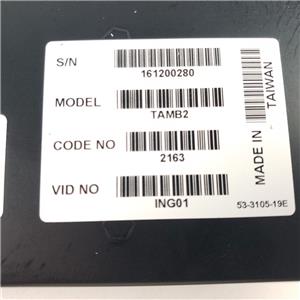 S/N
161200280
MODEL
TAMB2
CODE NO
2163
VID NO
ING01
MADE IN
TAIWAN
53-3105-19E